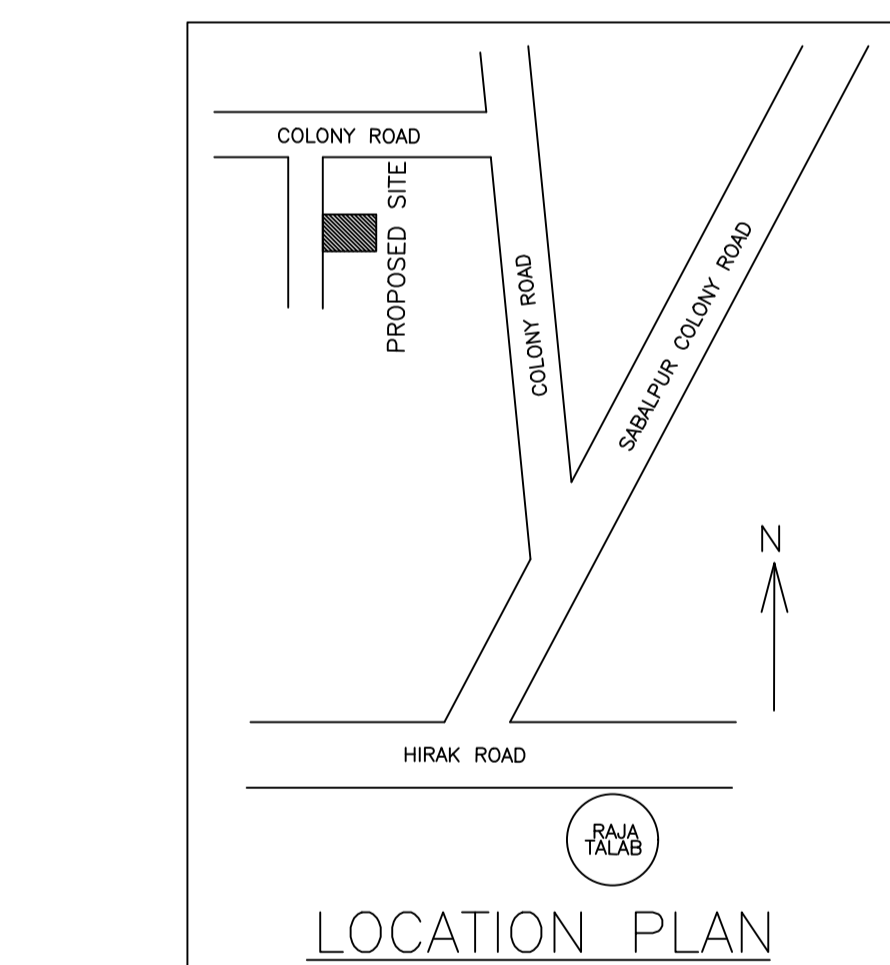 COLONY ROAD
PROPOSED SITE
COLONY ROAD
SABALPUR COLONY ROAD
N
HIRAK ROAD
RAJA
TALAB
LOCATION PLAN